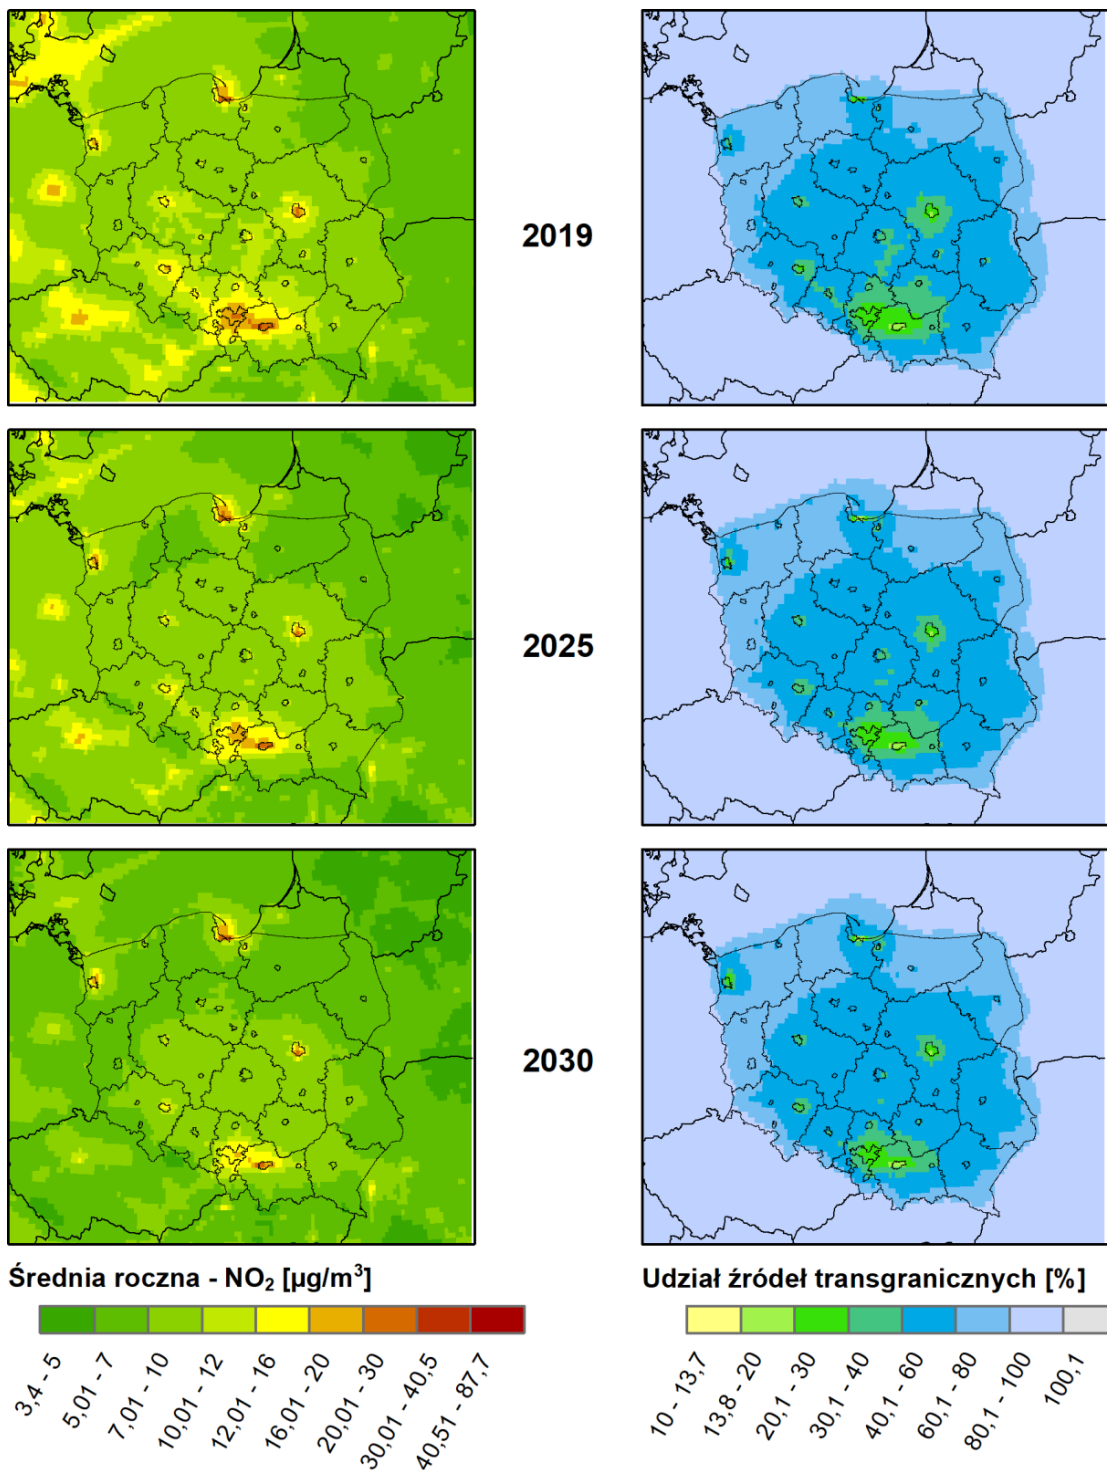 2019
2025
2030
Średnia roczna - NO₂ [µg/m³]
3,4 - 5
5,01 - 7
7,01 - 10
10,01 - 12
12,01 - 16
16,01 - 20
20,01 - 30
30,01 - 40,5
40,51 - 87,7
Udział źródeł transgranicznych [%]
10 - 13,7
13,8 - 20
20,1 - 30
30,1 - 40
40,1 - 60
60,1 - 80
80,1 - 100
100,1